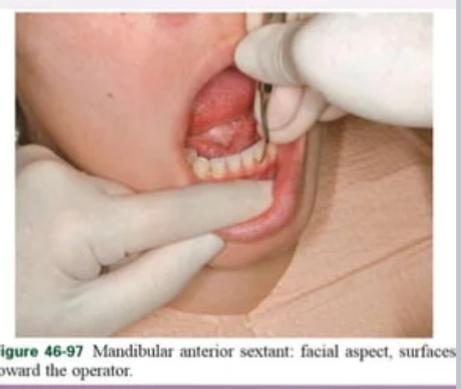 igure 46-97 Mandibular anterior sextant: facial aspect, surfaces
oward the operator.